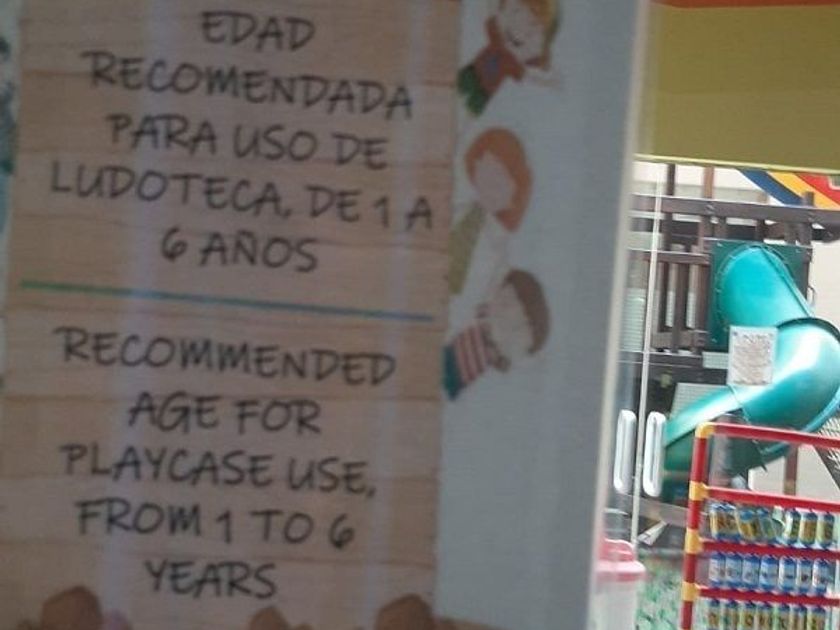 EDAD
RECOMENDADA
PARA USO DE
LUDOTECA, DE 1 A
6 AÑOS
RECOMMENDED
AGE FOR
PLAYCASE USE,
FROM 1 TO 6
YEARS